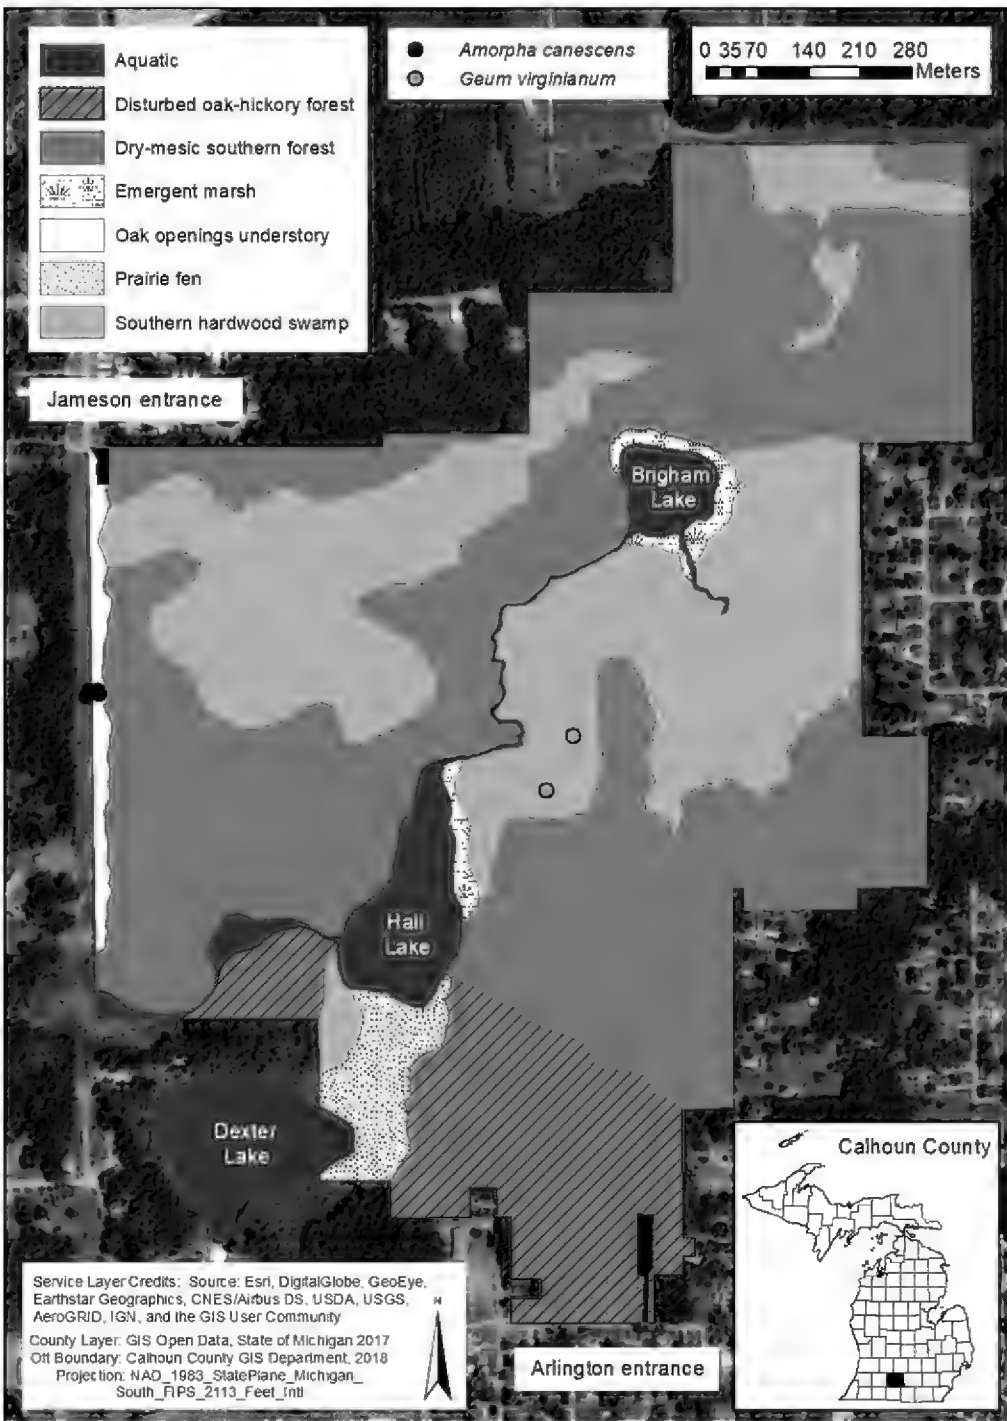 Aquatic
Disturbed oak-hickory forest
Dry-mesic southern forest
Emergent marsh
Oak openings understory
Prairie fen
Southern hardwood swamp
Amorpha canescens
Geum virginianum
0 35 70 140 210 280
Meters
Jameson entrance
Brigham
Lake
Hall
Lake
Dexter
Lake
Calhoun County
Service Layer Credits: Source: Esri, DigitalGlobe, GeoEye,
Earthstar Geographics, CNES/Airbus DS, USDA, USGS,
AeroGRID, IGN, and the GIS User Community
County Layer: GIS Open Data, State of Michigan 2017
Ott Boundary: Calhoun County GIS Department, 2018
Projection: NAD_1983_StatePlane_Michigan_
South_FIPS_2113_Feet_Intl
N
Arlington entrance